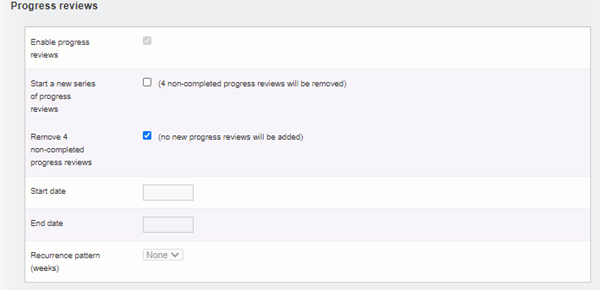 Progress reviews
Enable progress
reviews
Start a new series
of progress
reviews
(4 non-completed progress reviews will be removed)
Remove 4
non-completed
progress reviews
(no new progress reviews will be added)
Start date
End date
Recurrence pattern
(weeks)
None